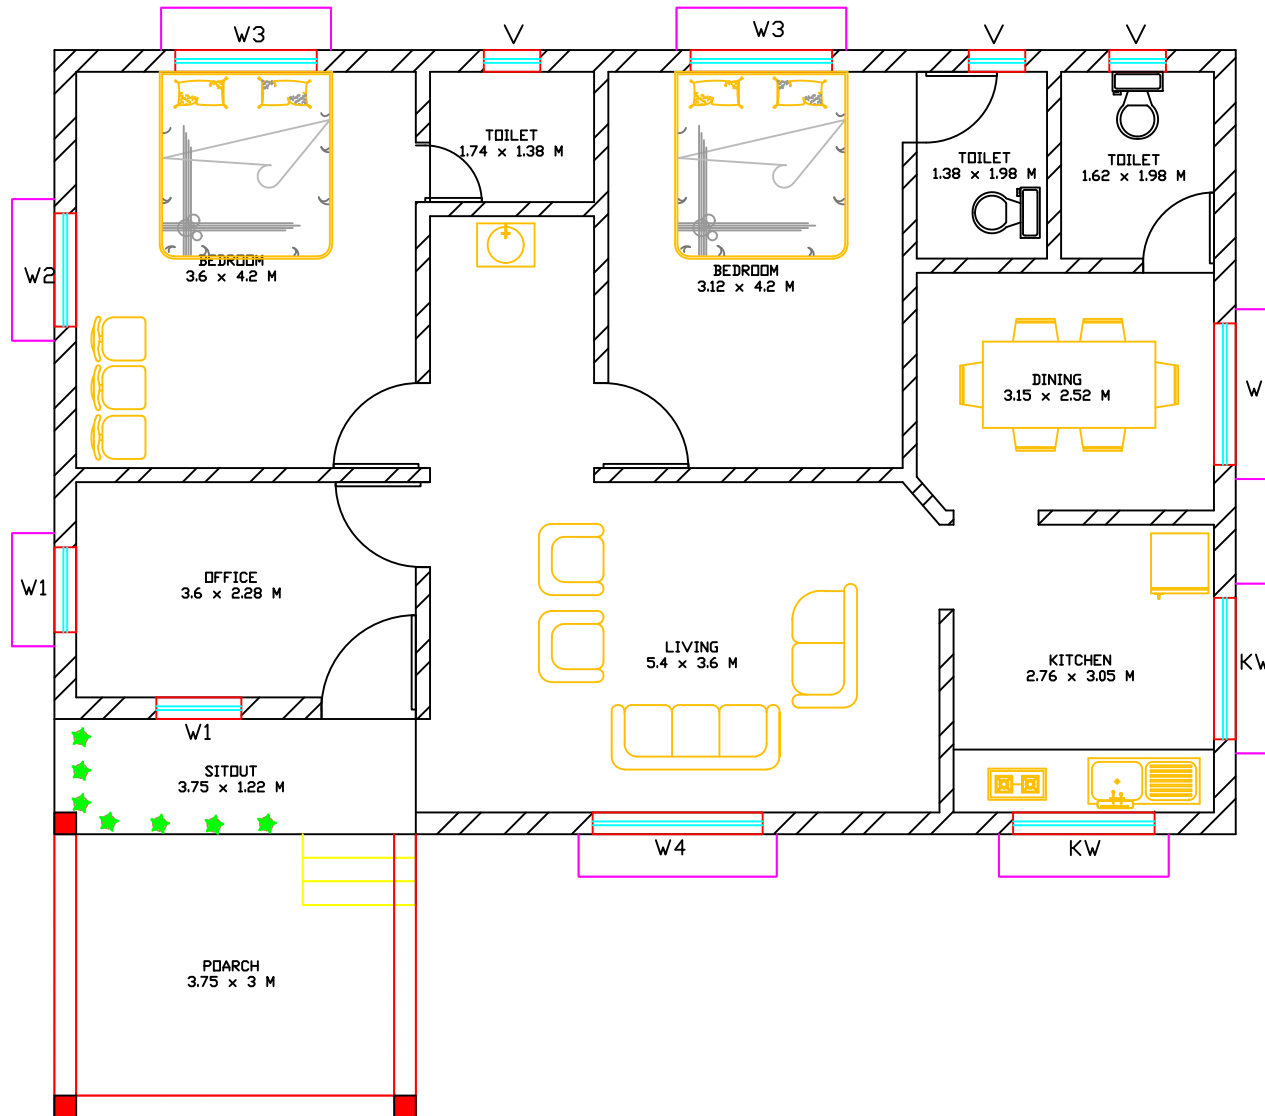 W3
V
W3
V
V
TOILET
1.74 × 1.38 M
TOILET
1.38 × 1.98 M
TOILET
1.62 × 1.98 M
W2
BEDROOM
3.6 × 4.2 M
BEDROOM
3.12 × 4.2 M
DINING
3.15 × 2.52 M
W
W1
OFFICE
3.6 × 2.28 M
LIVING
5.4 × 3.6 M
KITCHEN
2.76 × 3.05 M
KW
W1
SITOUT
3.75 × 1.22 M
W4
KW
POARCH
3.75 × 3 M